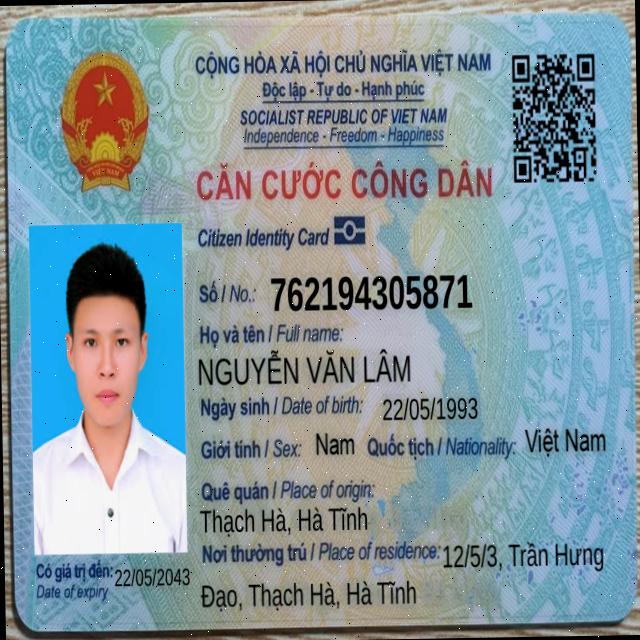 CỘNG HÒA XÃ HỘI CHỦ NGHĨA VIỆT NAM
Độc lập - Tự do - Hạnh phúc
SOCIALIST REPUBLIC OF VIET NAM
Independence - Freedom - Happiness
VIỆT NAM
CĂN CƯỚC CÔNG DÂN
Citizen Identity Card
Số / No.: 762194305871
Họ và tên / Full name:
NGUYỄN VĂN LÂM
Ngày sinh / Date of birth: 22/05/1993
Giới tính / Sex: Nam Quốc tịch / Nationality: Việt Nam
Quê quán / Place of origin:
Thạch Hà, Hà Tĩnh
Nơi thường trú / Place of residence: 12/5/3, Trần Hưng
Đạo, Thạch Hà, Hà Tĩnh
Có giá trị đến: 22/05/2043
Date of expiry